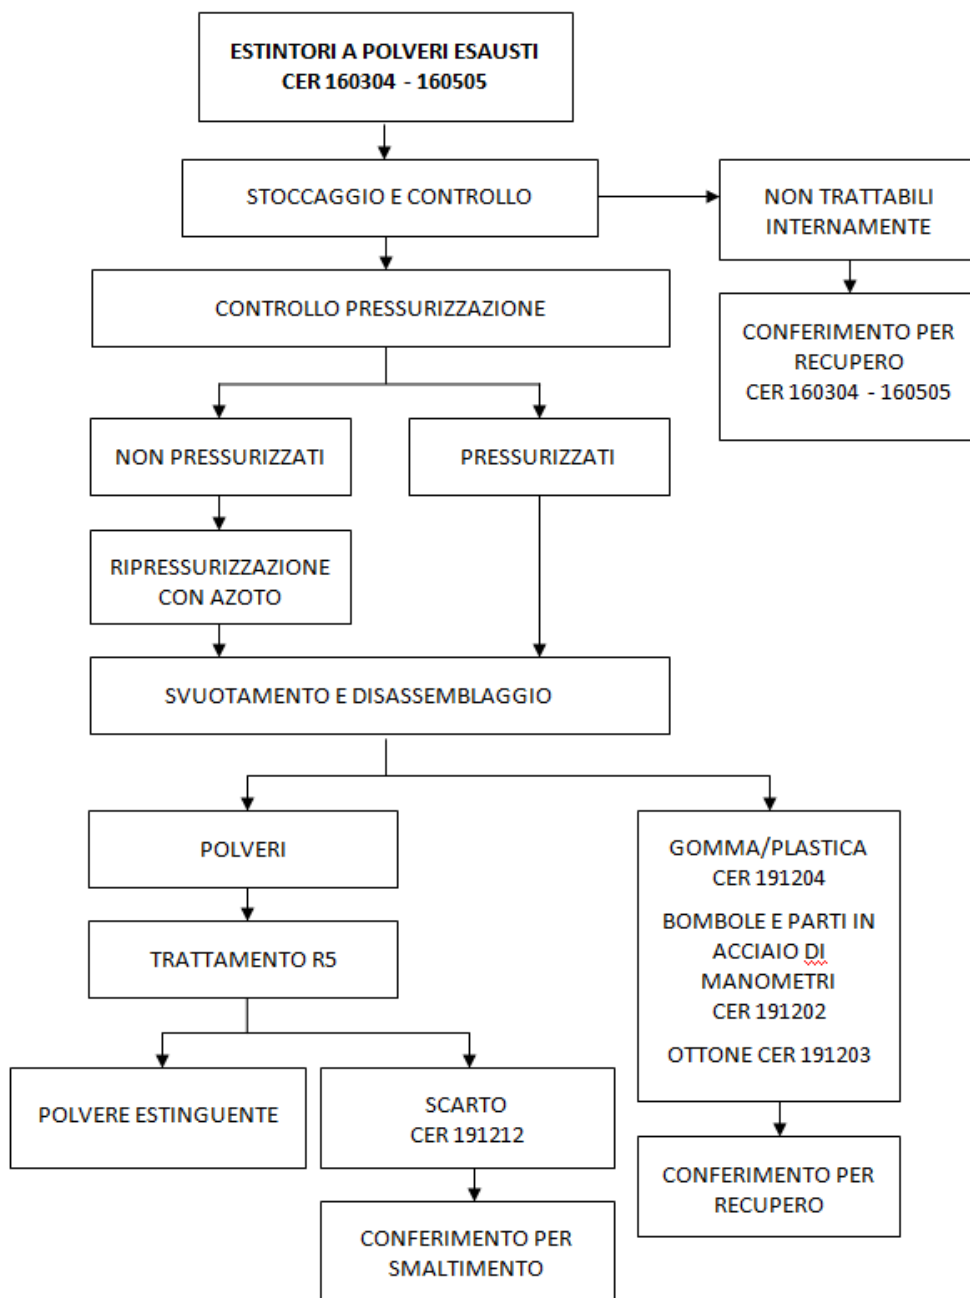 ESTINTORI A POLVERI ESAUSTI
CER 160304 - 160505
STOCCAGGIO E CONTROLLO
NON TRATTABILI
INTERNAMENTE
CONTROLLO PRESSURIZZAZIONE
CONFERIMENTO PER
RECUPERO
CER 160304 - 160505
NON PRESSURIZZATI
PRESSURIZZATI
RIPRESSURIZZAZIONE
CON AZOTO
SVUOTAMENTO E DISASSEMBLAGGIO
POLVERI
GOMMA/PLASTICA
CER 191204
BOMBOLE E PARTI IN
ACCIAIO DI
MANOMETRI
CER 191202
OTTONE CER 191203
TRATTAMENTO R5
POLVERE ESTINGUENTE
SCARTO
CER 191212
CONFERIMENTO PER
RECUPERO
CONFERIMENTO PER
SMALTIMENTO